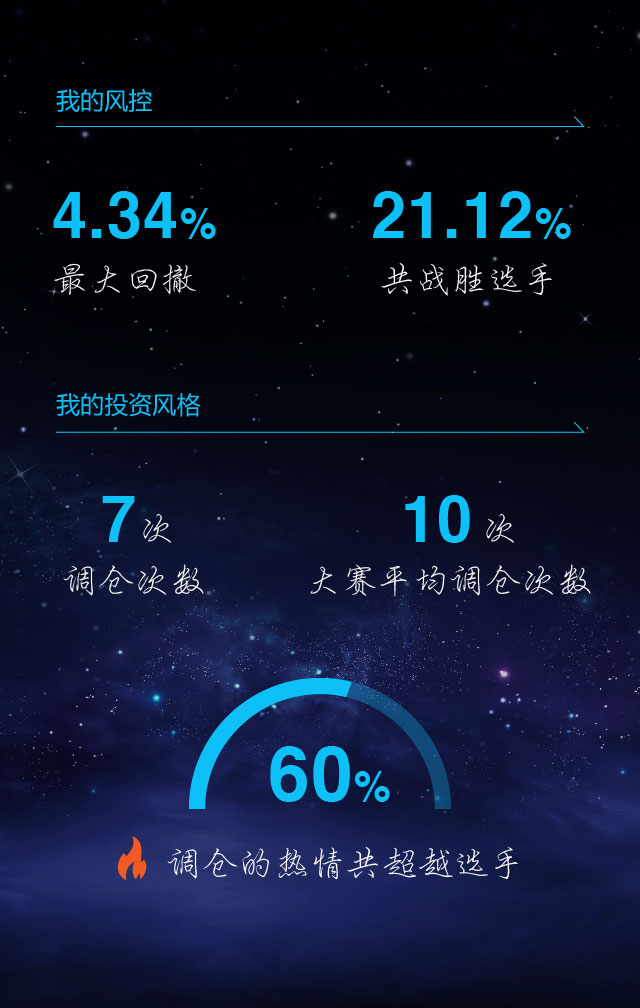 我的风控
4.34% 21.12%
最大回撤 共战胜选手
我的投资风格
7次 10次
调仓次数 大赛平均调仓次数
60%
调仓的热情共超越选手